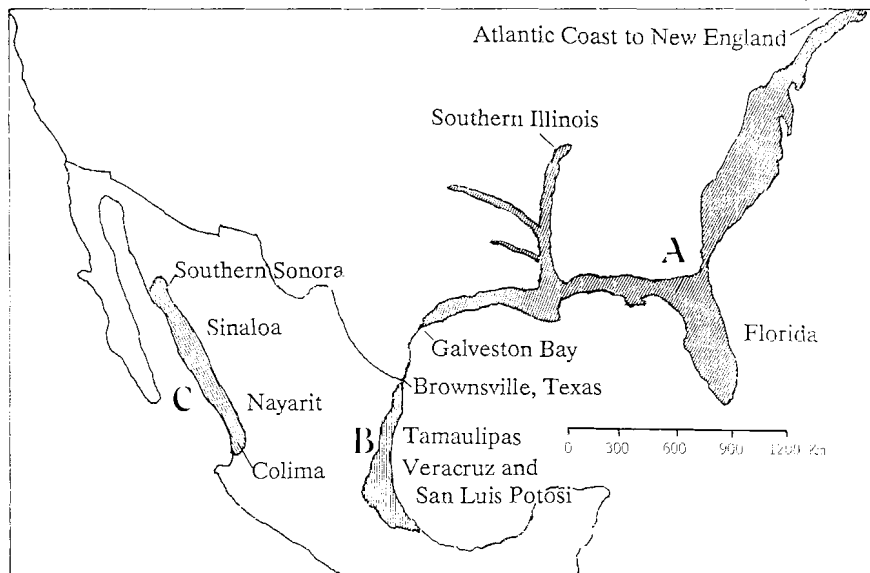 Atlantic Coast to New England
Southern Illinois
A
Southern Sonora
Sinaloa
Florida
Galveston Bay
Brownsville, Texas
C
Nayarit
B
Tamaulipas
0 300 600 900 1200 Km
Veracruz and
San Luis Potosi
Colima